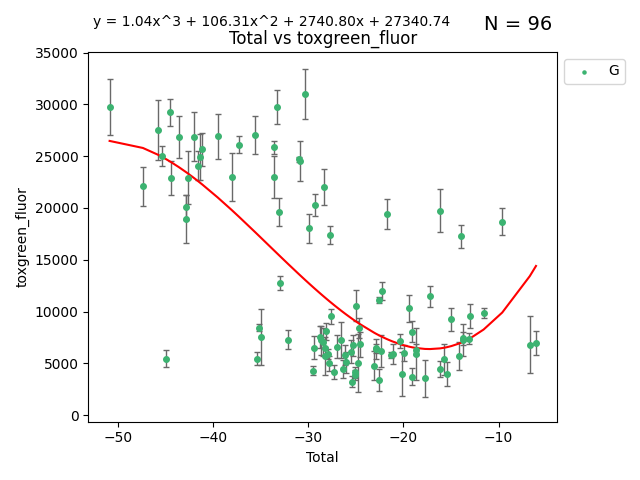 y = 1.04x^3 + 106.31x^2 + 2740.80x + 27340.74
N = 96
Total vs toxgreen_fluor
G
35000
30000
25000
20000
15000
10000
5000
0
toxgreen_fluor
−50 −40 −30 −20 −10
Total